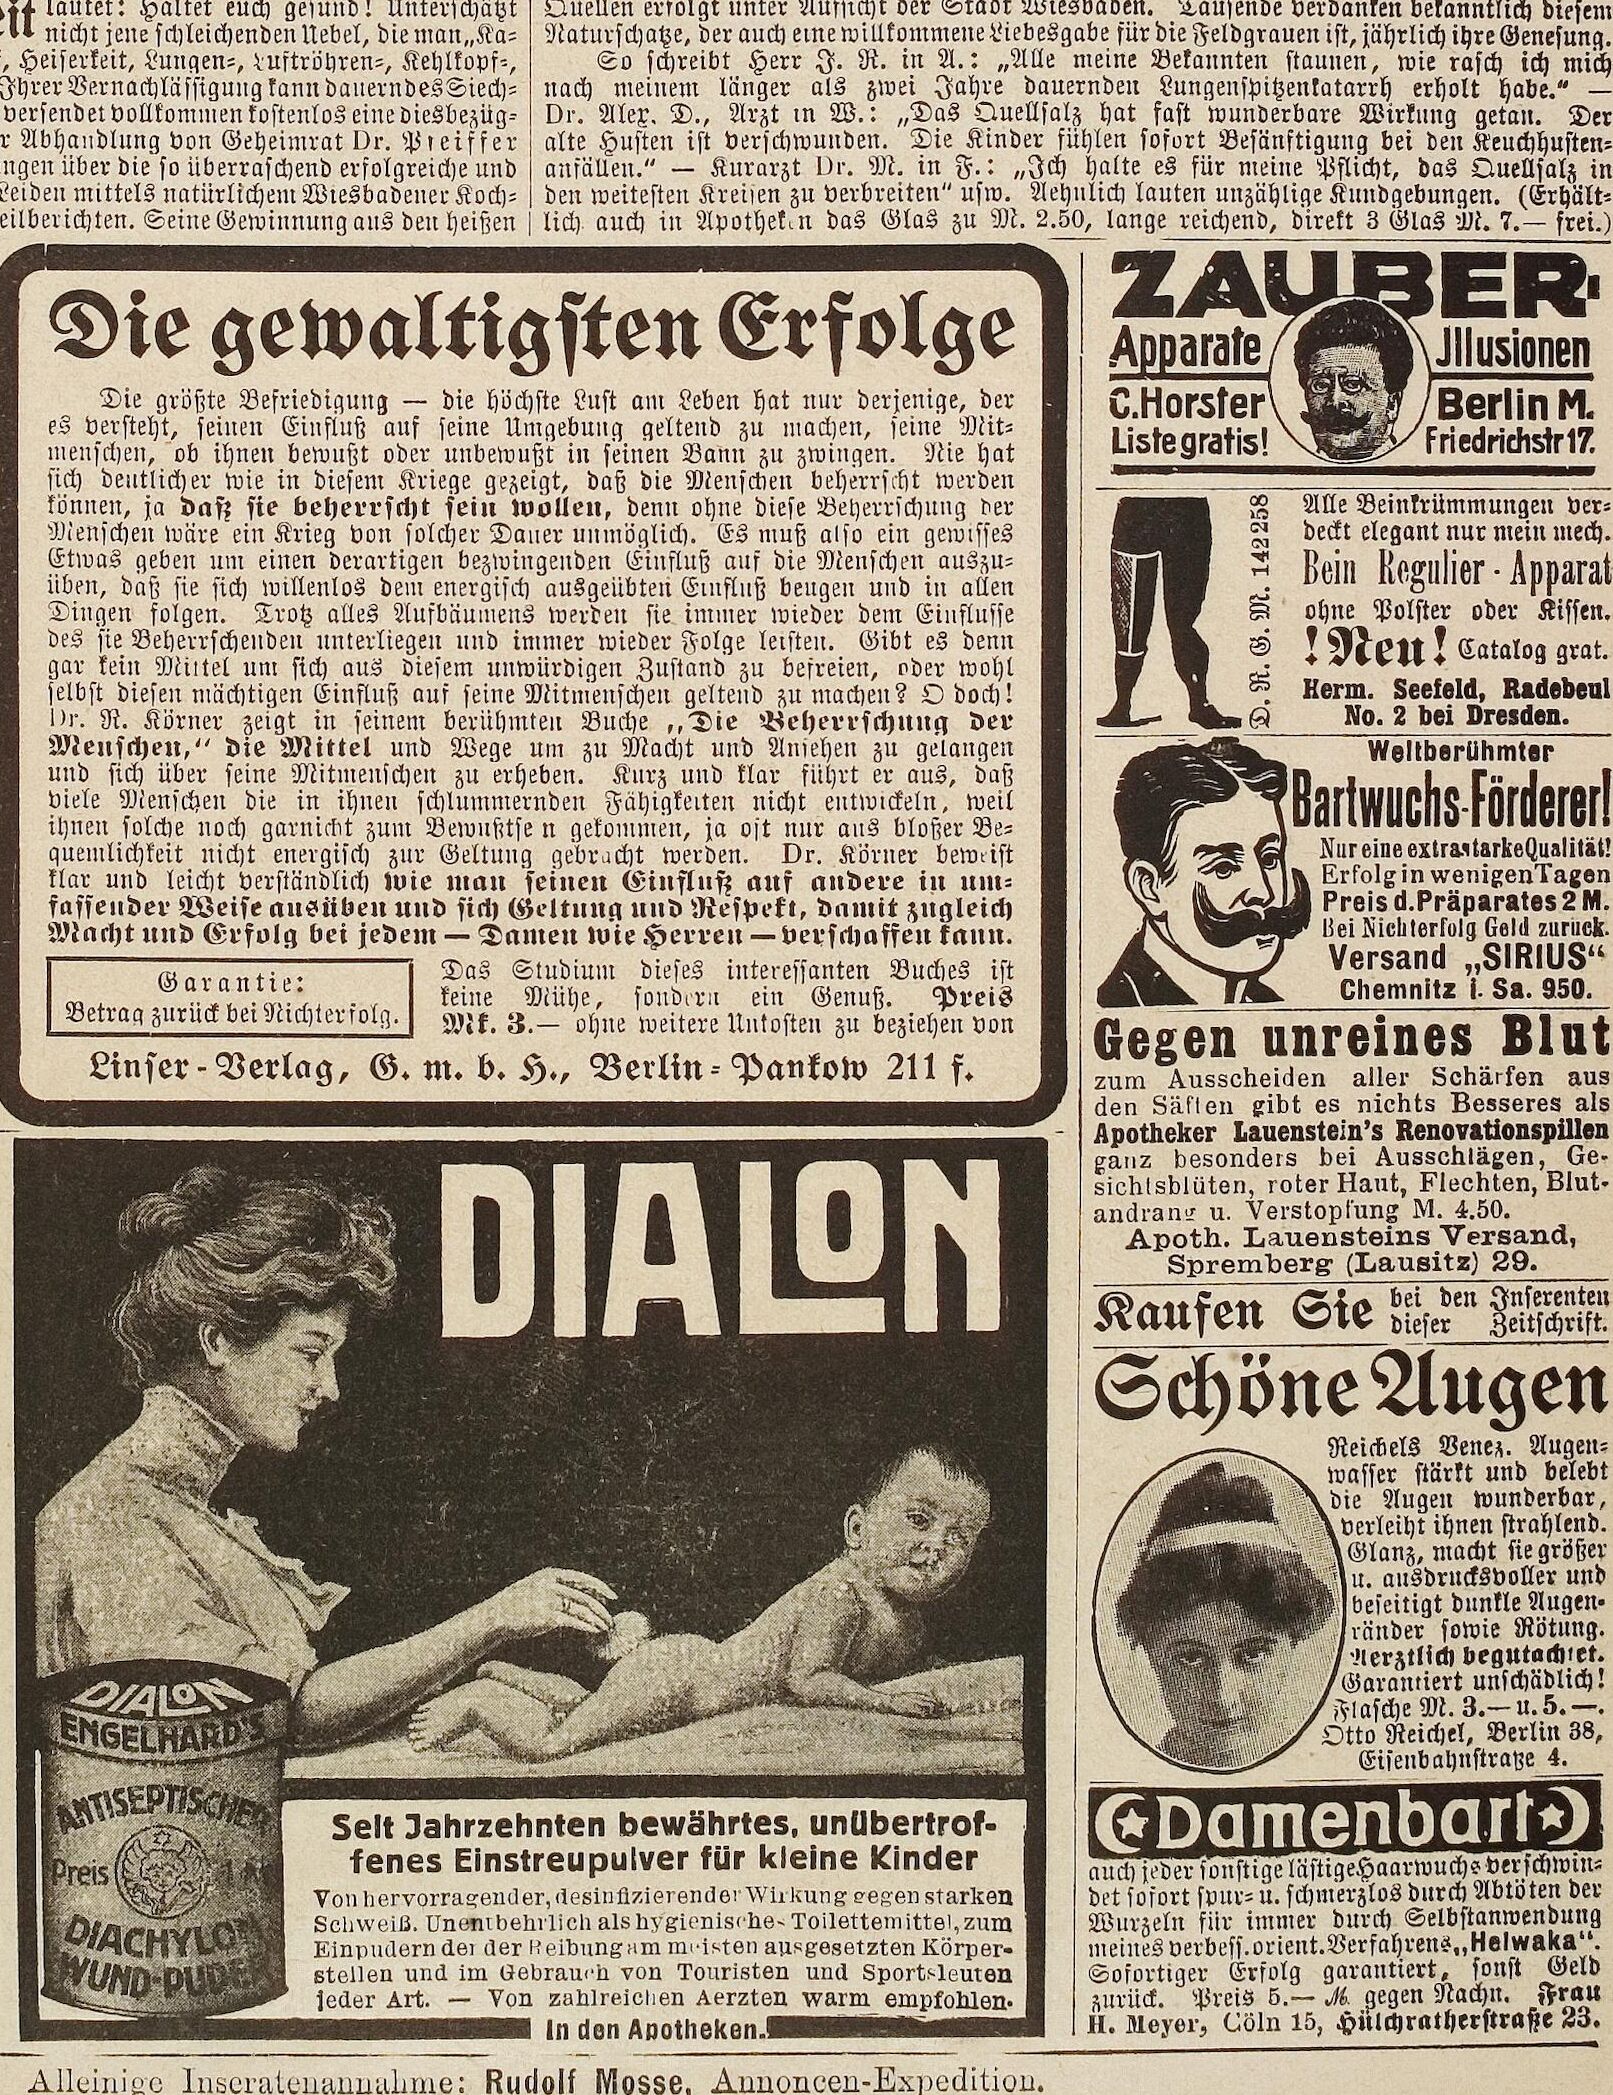 lautet: Haltet euch gesund! Unterschätzt
nicht jene schleichenden Uebel, die man „Ka-
Heiserkeit, Lungen-, Luftröhren-, Kehlkopf-,
Ihrer Vernachlässigung kann dauerndes Siech-
versendet vollkommen kostenlos eine diesbezüg-
r Abhandlung von Geheimrat Dr. Pfeiffer
ngen über die so überraschend erfolgreiche und
Leiden mittels natürlichem Wiesbadener Koch-
eilberichten. Seine Gewinnung aus den heißen
Quellen erfolgt unter Aufsicht der Stadt Wiesbaden. Tausende verdanken bekanntlich diesem
Naturschatze, der auch eine willkommene Liebesgabe für die Feldgrauen ist, jährlich ihre Genesung.
So schreibt Herr J. R. in A.: „Alle meine Bekannten staunen, wie rasch ich mich
nach meinem länger als zwei Jahre dauernden Lungenspitzenkatarrh erholt habe.“ —
Dr. Alex. D., Arzt in W.: „Das Quellsalz hat fast wunderbare Wirkung getan. Der
alte Husten ist verschwunden. Die Kinder fühlen sofort Besänftigung bei den Keuchhusten-
anfällen.“ — Kurarzt Dr. M. in F.: „Ich halte es für meine Pflicht, das Quellsalz in
den weitesten Kreisen zu verbreiten“ usw. Aehnlich lauten unzählige Kundgebungen. (Erhält-
lich auch in Apotheken das Glas zu M. 2.50, lange reichend, direkt 3 Glas M. 7.— frei.)
Die gewaltigsten Erfolge
Die größte Befriedigung — die höchste Lust am Leben hat nur derjenige, der
es versteht, seinen Einfluß auf seine Umgebung geltend zu machen, seine Mit-
menschen, ob ihnen bewußt oder unbewußt in seinen Bann zu zwingen. Nie hat
sich deutlicher wie in diesem Kriege gezeigt, daß die Menschen beherrscht werden
können, ja daß sie beherrscht sein wollen, denn ohne diese Beherrschung der
Menschen wäre ein Krieg von solcher Dauer unmöglich. Es muß also ein gewisses
Etwas geben um einen derartigen bezwingenden Einfluß auf die Menschen auszu-
üben, daß sie sich willenlos dem energisch ausgeübten Einfluß beugen und in allen
Dingen folgen. Trotz alles Aufbäumens werden sie immer wieder dem Einflusse
des sie Beherrschenden unterliegen und immer wieder Folge leisten. Gibt es denn
gar kein Mittel um sich aus diesem unwürdigen Zustand zu befreien, oder wohl
selbst diesen mächtigen Einfluß auf seine Mitmenschen geltend zu machen? O doch!
Dr. R. Körner zeigt in seinem berühmten Buche „Die Beherrschung der
Menschen,“ die Mittel und Wege um zu Macht und Ansehen zu gelangen
und sich über seine Mitmenschen zu erheben. Kurz und klar führt er aus, daß
viele Menschen die in ihnen schlummernden Fähigkeiten nicht entwickeln, weil
ihnen solche noch garnicht zum Bewußtsein gekommen, ja oft nur aus bloßer Be-
quemlichkeit nicht energisch zur Geltung gebracht werden. Dr. Körner beweist
klar und leicht verständlich wie man seinen Einfluß auf andere in um-
fassender Weise ausüben und sich Geltung und Respekt, damit zugleich
Macht und Erfolg bei jedem — Damen wie Herren — verschaffen kann.
Garantie:
Betrag zurück bei Nichterfolg.
Das Studium dieses interessanten Buches ist
keine Mühe, sondern ein Genuß. Preis
Mk. 3.— ohne weitere Unkosten zu beziehen von
Linser-Verlag, G. m. b. H., Berlin-Pankow 211 f.
DIALON
DIALON
ENGELHARD'S
ANTISEPTISCHER
Preis 1 M
DIACHYLON
WUND-PUDER
Seit Jahrzehnten bewährtes, unübertrof-
fenes Einstreupulver für kleine Kinder
Von hervorragender, desinfizierender Wirkung gegen starken
Schweiß. Unentbehrlich als hygienisches Toilettemittel, zum
Einpudern der der Reibung am meisten ausgesetzten Körper-
stellen und im Gebrauch von Touristen und Sportsleuten
jeder Art. — Von zahlreichen Aerzten warm empfohlen.
In den Apotheken.
ZAUBER-
Apparate Illusionen
C. Horster Berlin M.
Liste gratis! Friedrichstr 17.
D. R. G. M. 142258
Alle Beinkrümmungen ver-
deckt elegant nur mein mech.
Bein Regulier-Apparat
ohne Polster oder Kissen.
!Neu! Catalog grat.
Herm. Seefeld, Radebeul
No. 2 bei Dresden.
Weltberühmter
Bartwuchs-Förderer!
Nur eine extrastarke Qualität!
Erfolg in wenigen Tagen
Preis d. Präparates 2 M.
Bei Nichterfolg Geld zurück.
Versand „SIRIUS“
Chemnitz i. Sa. 950.
Gegen unreines Blut
zum Ausscheiden aller Schärfen aus
den Säften gibt es nichts Besseres als
Apotheker Lauenstein's Renovationspillen
ganz besonders bei Ausschlägen, Ge-
sichtsblüten, roter Haut, Flechten, Blut-
andrang u. Verstopfung M. 4.50.
Apoth. Lauensteins Versand,
Spremberg (Lausitz) 29.
Kaufen Sie bei den Inserenten
dieser Zeitschrift.
Schöne Augen
Reichels Venez. Augen-
wasser stärkt und belebt
die Augen wunderbar,
verleiht ihnen strahlend.
Glanz, macht sie größer
u. ausdrucksvoller und
beseitigt dunkle Augen-
ränder sowie Rötung.
Aerztlich begutachtet.
Garantiert unschädlich!
Flasche M. 3.— u. 5.—.
Otto Reichel, Berlin 38,
Eisenbahnstraße 4.
Damenbart
auch jeder sonstige lästige Haarwuchs verschwin-
det sofort spur- u. schmerzlos durch Abtöten der
Wurzeln für immer durch Selbstanwendung
meines verbess. orient. Verfahrens „Helwaka“.
Sofortiger Erfolg garantiert, sonst Geld
zurück. Preis 5.— M. gegen Nachn. Frau
H. Meyer, Cöln 15, Hülchratherstraße 23.
Alleinige Inseratenannahme: Rudolf Mosse, Annoncen-Expedition.